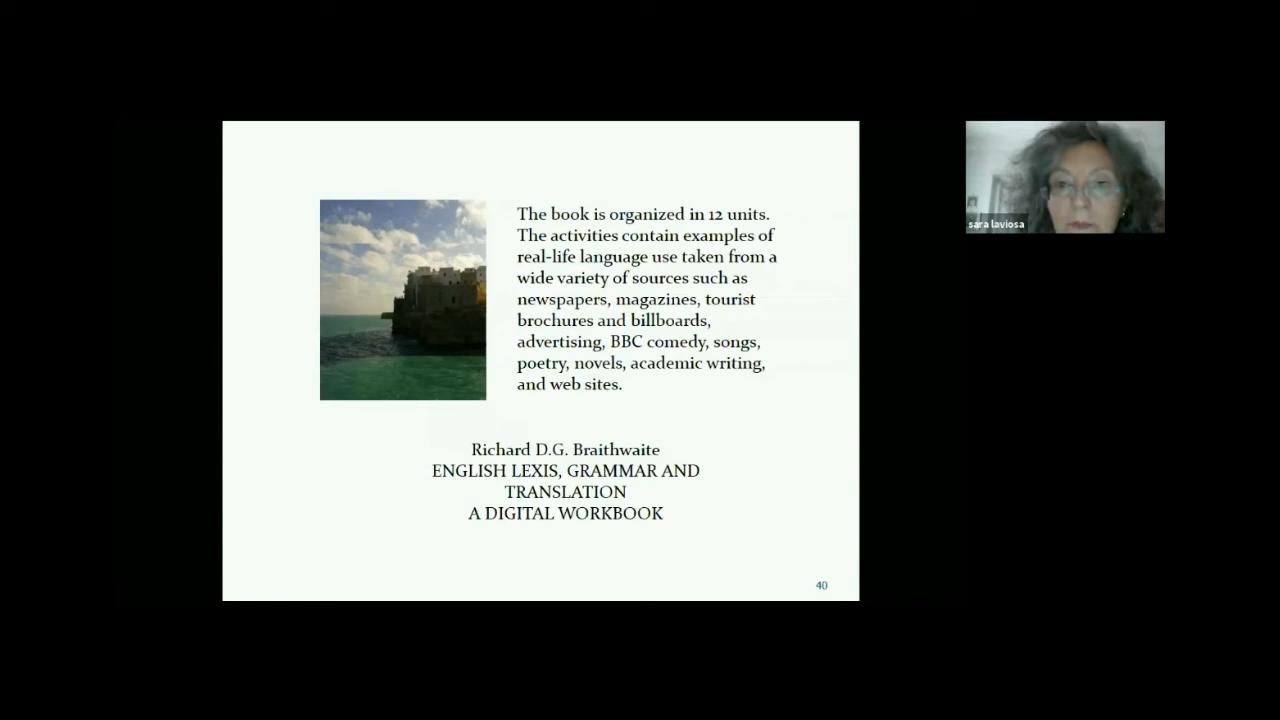 The book is organized in 12 units.
The activities contain examples of
real-life language use taken from a
wide variety of sources such as
newspapers, magazines, tourist
brochures and billboards,
advertising, BBC comedy, songs,
poetry, novels, academic writing,
and web sites.
Richard D.G. Braithwaite
ENGLISH LEXIS, GRAMMAR AND
TRANSLATION
A DIGITAL WORKBOOK
40
sara laviosa